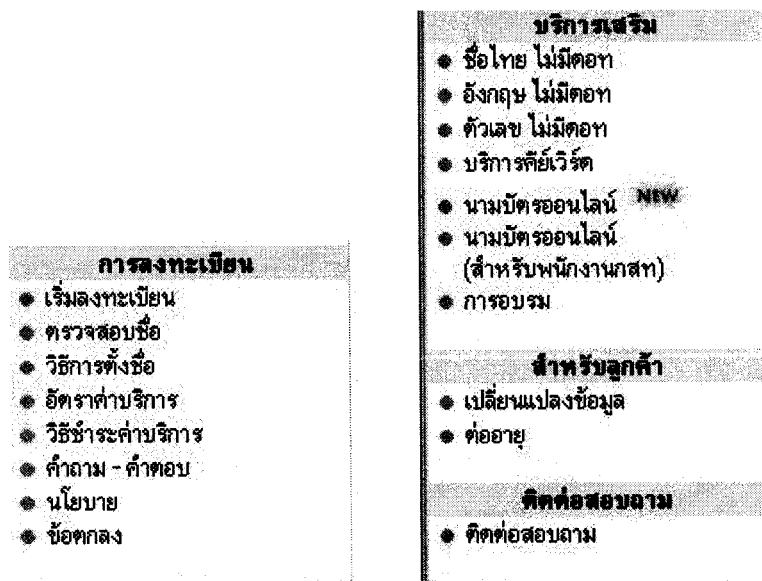 การลงทะเบียน
เริ่มลงทะเบียน
ตรวจสอบชื่อ
วิธีการตั้งชื่อ
อัตราค่าบริการ
วิธีชำระค่าบริการ
คำถาม - คำตอบ
นโยบาย
ข้อตกลง
บริการเสริม
ชื่อไทย ไม่มีดอท
อังกฤษ ไม่มีดอท
ตัวเลข ไม่มีดอท
บริการคีย์เวิร์ด
นามบัตรออนไลน์ NEW
นามบัตรออนไลน์
(สำหรับพนักงานกสท)
การอบรม
สำหรับลูกค้า
เปลี่ยนแปลงข้อมูล
ต่ออายุ
ติดต่อสอบถาม
ติดต่อสอบถาม